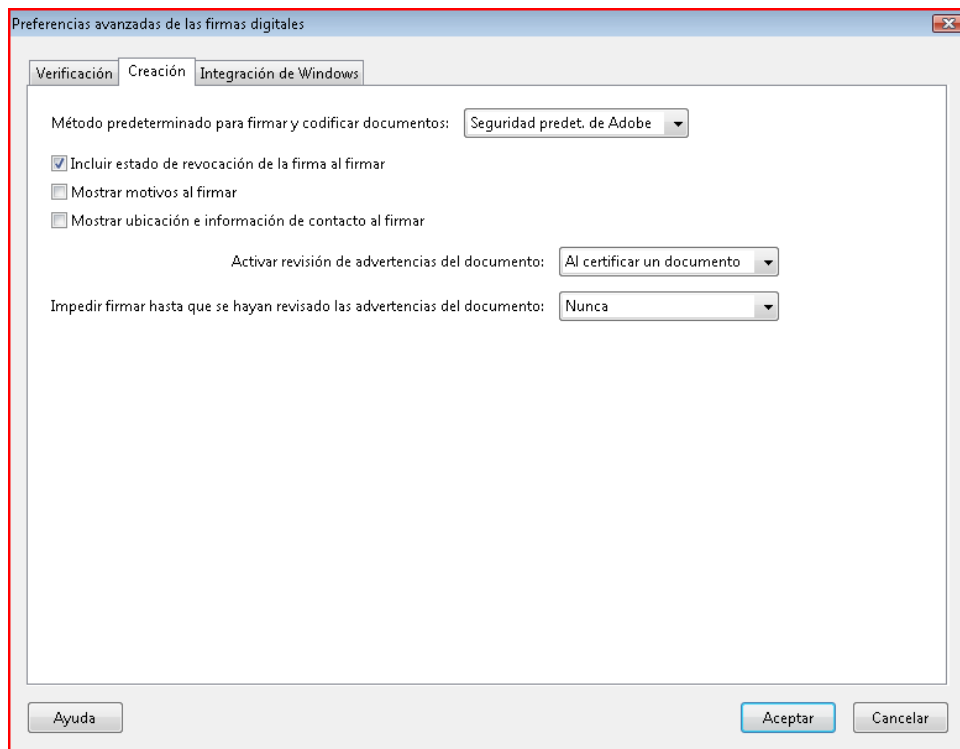 Preferencias avanzadas de las firmas digitales
Verificación Creación Integración de Windows
Método predeterminado para firmar y codificar documentos: Seguridad predet. de Adobe
Incluir estado de revocación de la firma al firmar
Mostrar motivos al firmar
Mostrar ubicación e información de contacto al firmar
Activar revisión de advertencias del documento: Al certificar un documento
Impedir firmar hasta que se hayan revisado las advertencias del documento: Nunca
Ayuda Aceptar Cancelar